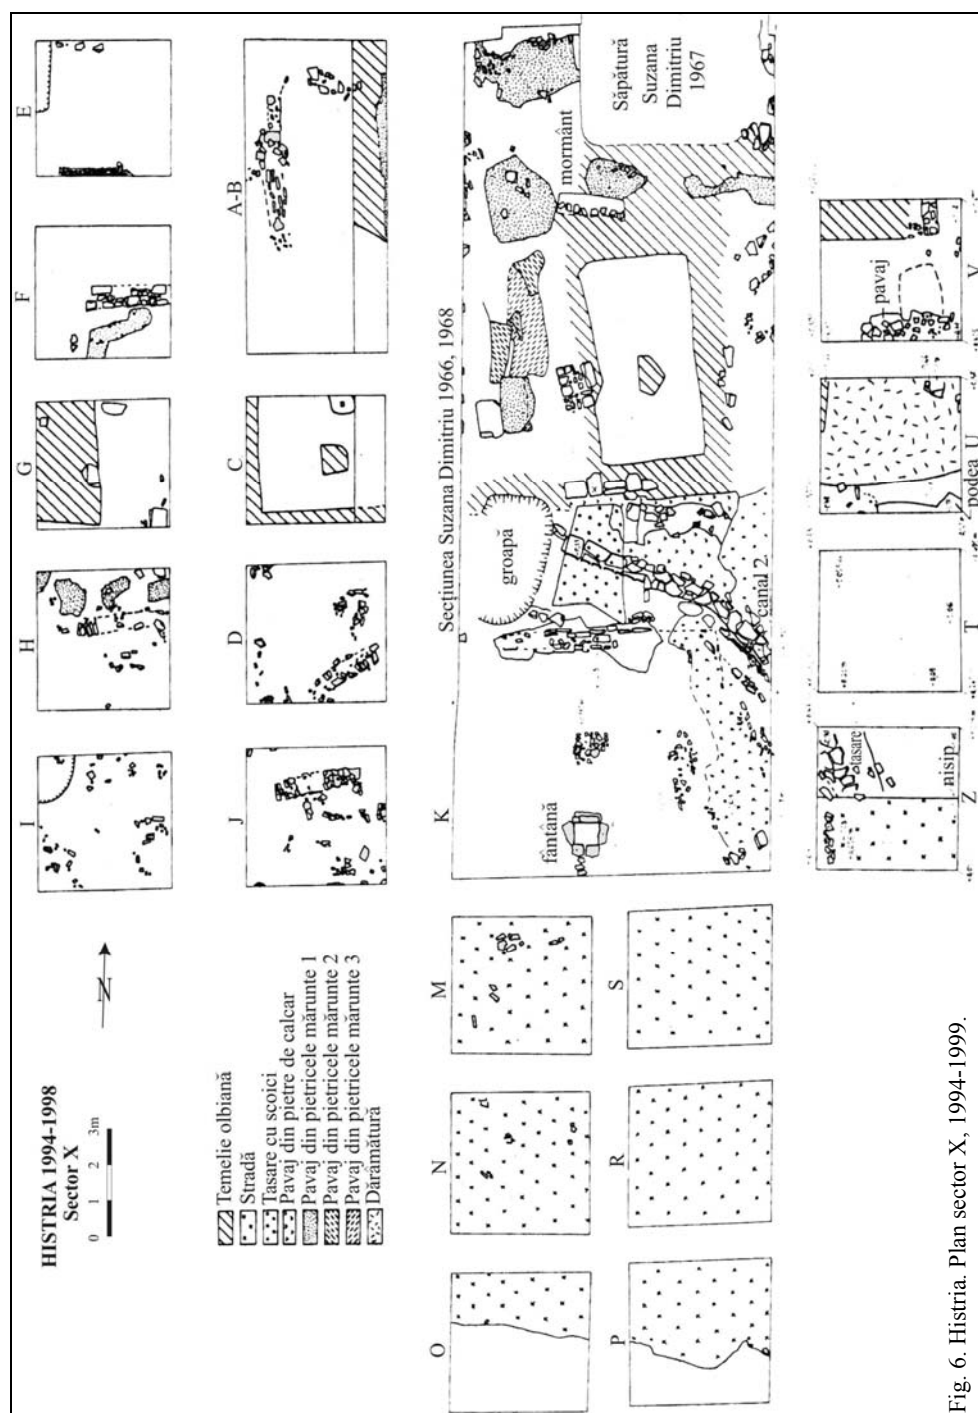 HISTRIA 1994-1998
Sector X
0 1 2 3m
N
Temelie olbiană
Stradă
Tasare cu scoici
Pavaj din pietre de calcar
Pavaj din pietricele mărunte 1
Pavaj din pietricele mărunte 2
Pavaj din pietricele mărunte 3
Dărâmătură
I
H
G
F
E
J
D
C
A-B
K
Secțiunea Suzana Dimitriu 1966, 1968
fântână
groapă
canal 2
mormânt
Săpătură
Suzana
Dimitriu
1967
O
N
M
P
R
S
Z
tasare
nisip
T
U
podea
V
pavaj
Fig. 6. Histria. Plan sector X, 1994-1999.